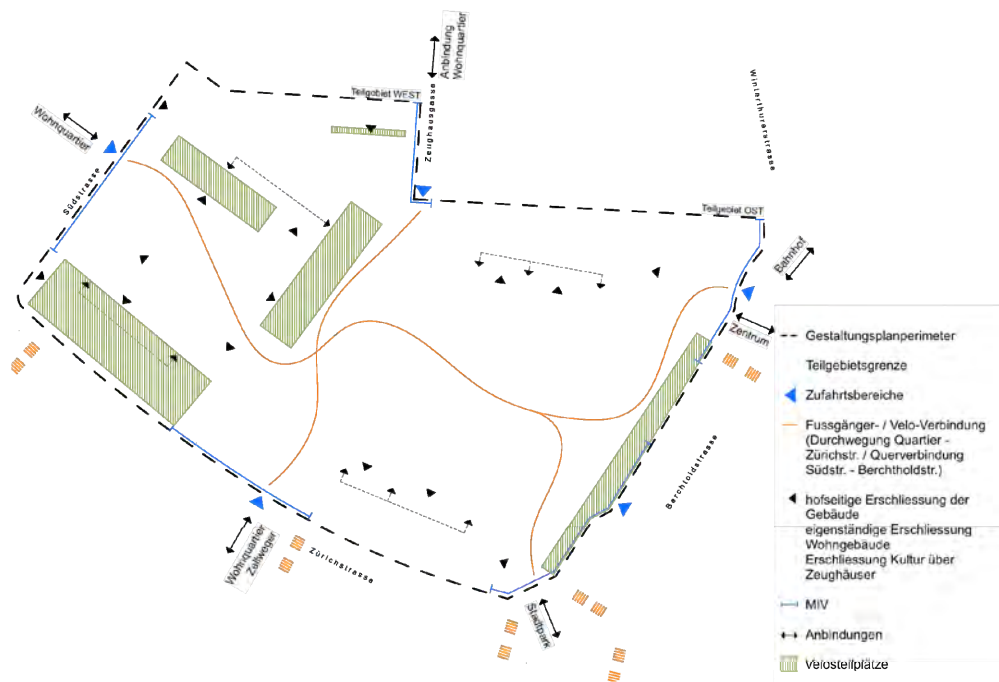 Anbindung
Wohnquartier
Teilgebiet WEST
Zeughausgasse
Winterthurerstrasse
Wohnquartier
Südstrasse
Teilgebiet OST
Bahnhof
Zentrum
Berchtoldstrasse
Wohnquartier
Zellweger
Zürichstrasse
Stadtpark
Gestaltungsplanperimeter
Teilgebietsgrenze
Zufahrtsbereiche
Fussgänger- / Velo-Verbindung
(Durchwegung Quartier -
Zürichstr. / Querverbindung
Südstr. - Berchtholdstr.)
hofseitige Erschliessung der
Gebäude
eigenständige Erschliessung
Wohngebäude
Erschliessung Kultur über
Zeughäuser
MIV
Anbindungen
Velostellplätze